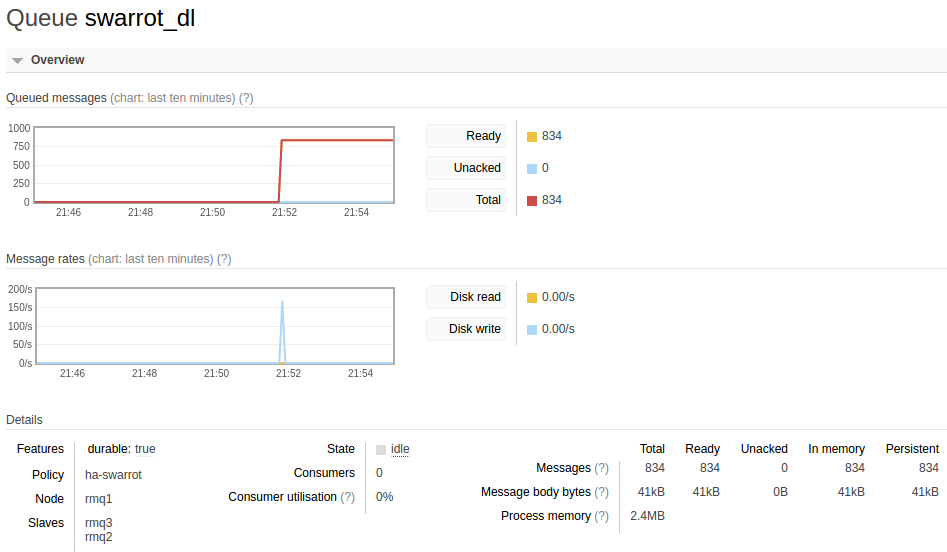 Queue swarrot_dl
Overview
Queued messages (chart: last ten minutes) (?)
1000
750
500
250
0
21:46 21:48 21:50 21:52 21:54
Ready 834
Unacked 0
Total 834
Message rates (chart: last ten minutes) (?)
200/s
150/s
100/s
50/s
0/s
21:46 21:48 21:50 21:52 21:54
Disk read 0.00/s
Disk write 0.00/s
Details
Features durable: true
Policy ha-swarrot
Node rmq1
Slaves rmq3
rmq2
State idle
Consumers 0
Consumer utilisation (?) 0%
Total Ready Unacked In memory Persistent
Messages (?) 834 834 0 834 834
Message body bytes (?) 41kB 41kB 0B 41kB 41kB
Process memory (?) 2.4MB